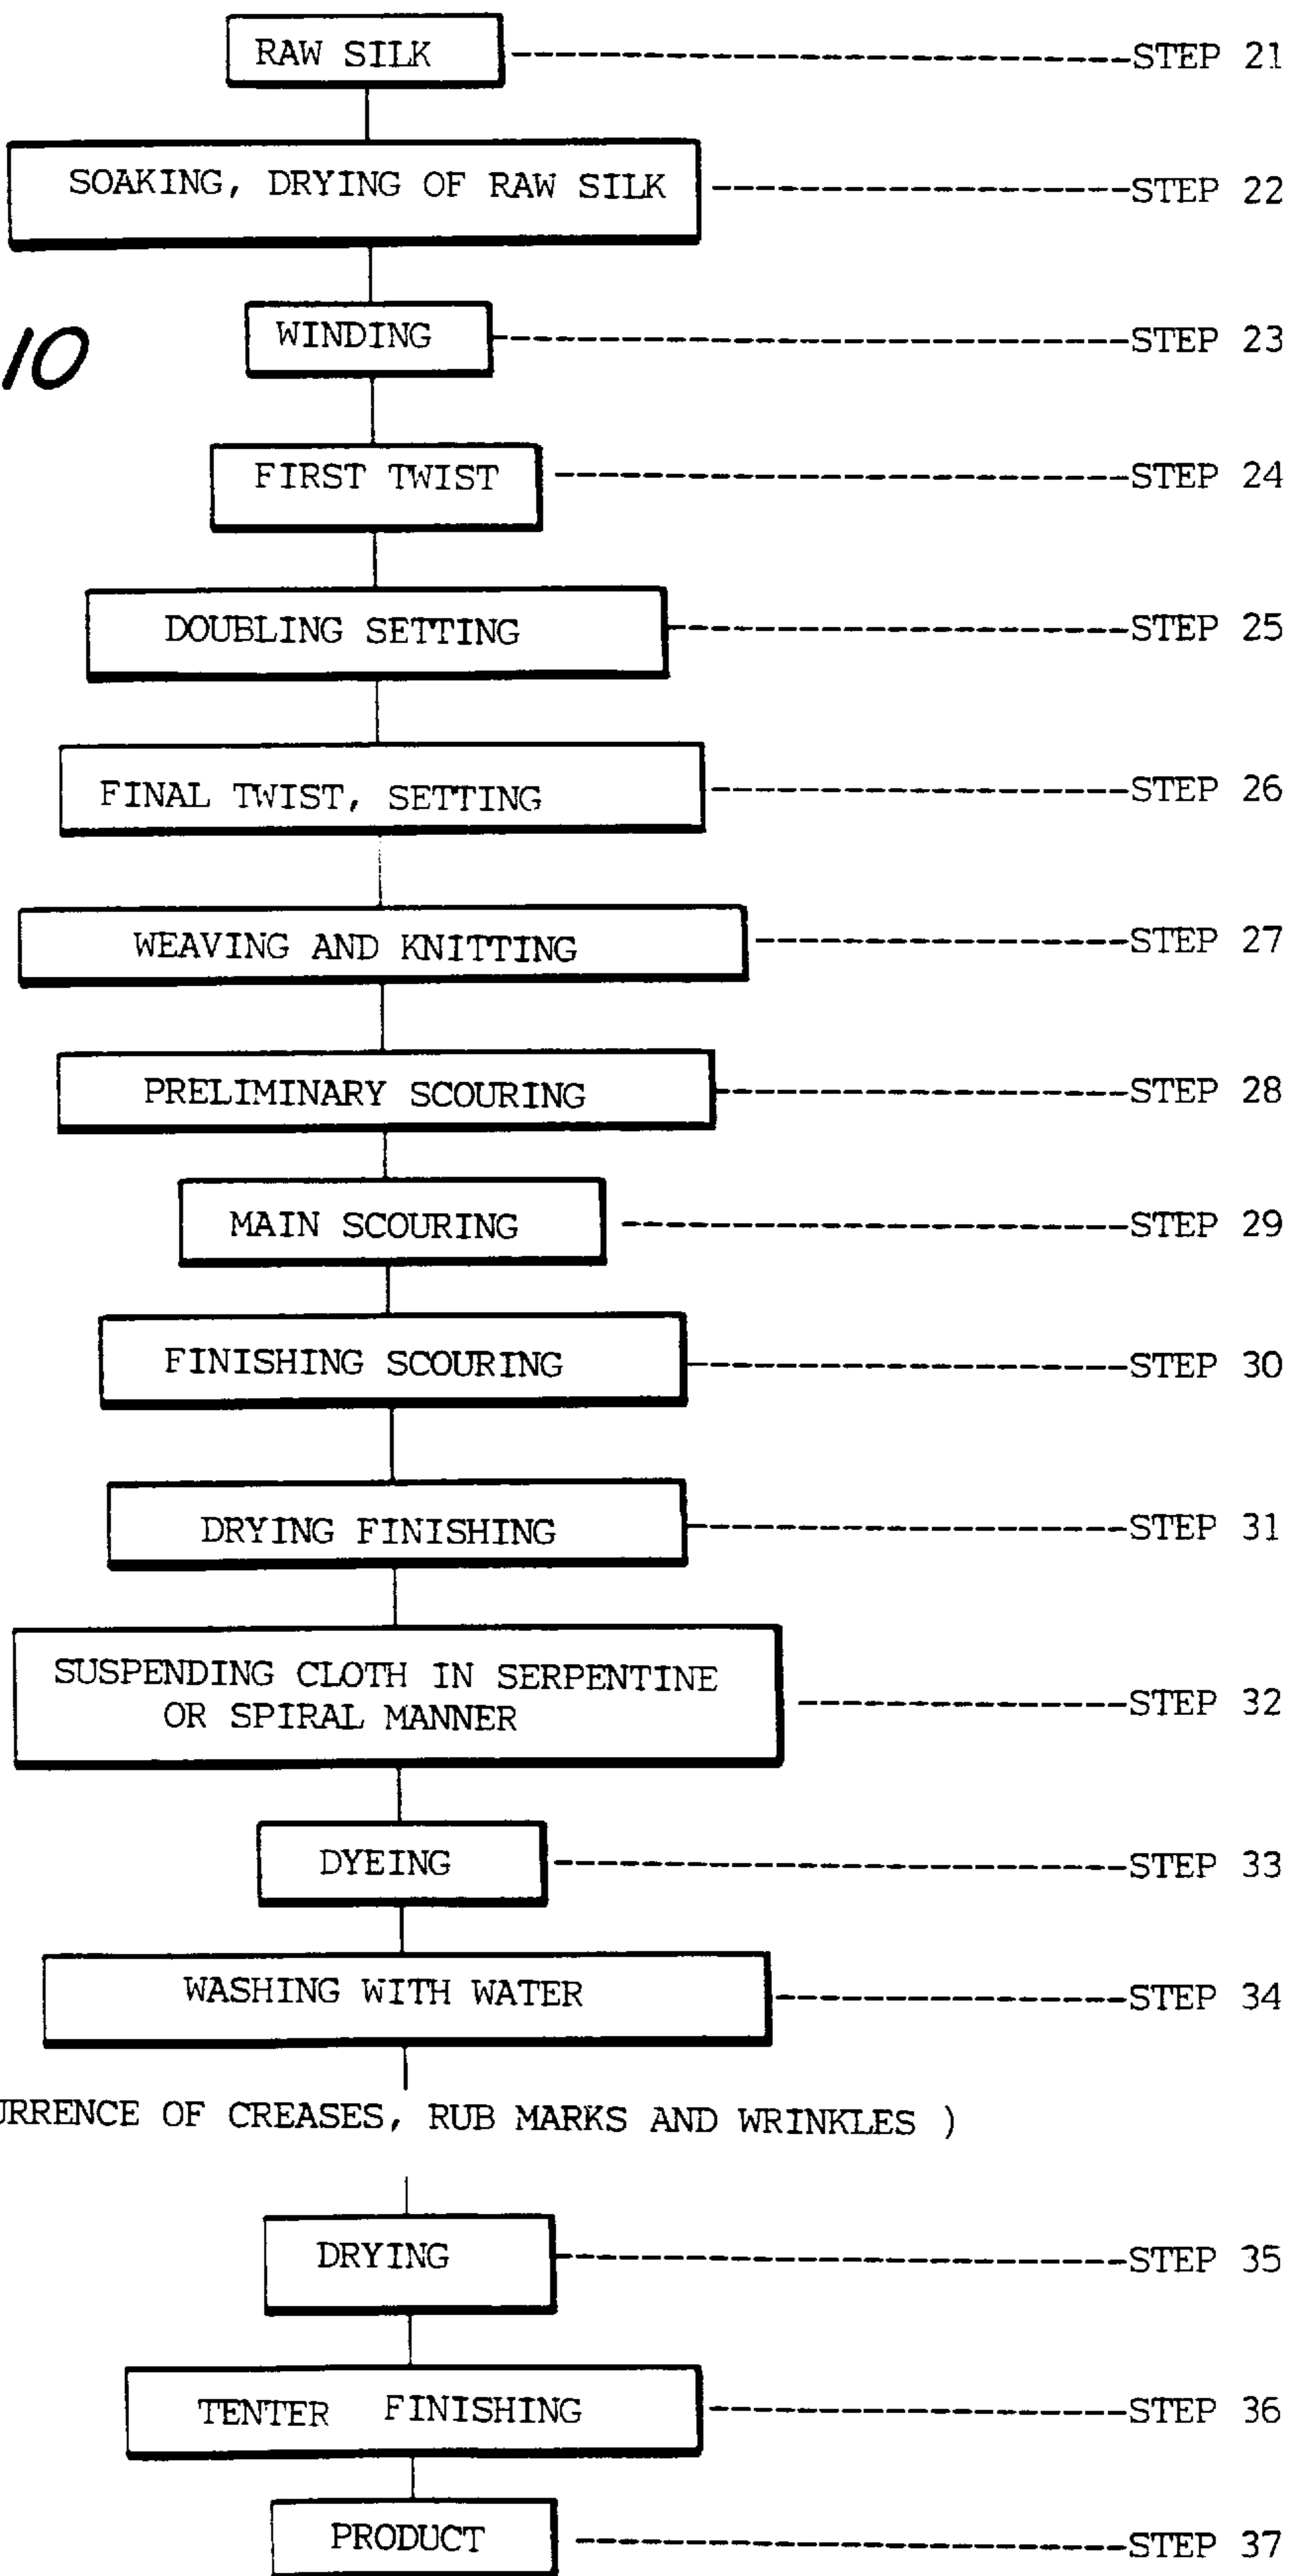 RAW SILK STEP 21
SOAKING, DRYING OF RAW SILK STEP 22
10
WINDING STEP 23
FIRST TWIST STEP 24
DOUBLING SETTING STEP 25
FINAL TWIST, SETTING STEP 26
WEAVING AND KNITTING STEP 27
PRELIMINARY SCOURING STEP 28
MAIN SCOURING STEP 29
FINISHING SCOURING STEP 30
DRYING FINISHING STEP 31
SUSPENDING CLOTH IN SERPENTINE
OR SPIRAL MANNER STEP 32
DYEING STEP 33
WASHING WITH WATER STEP 34
URRENCE OF CREASES, RUB MARKS AND WRINKLES )
DRYING STEP 35
TENTER FINISHING STEP 36
PRODUCT STEP 37